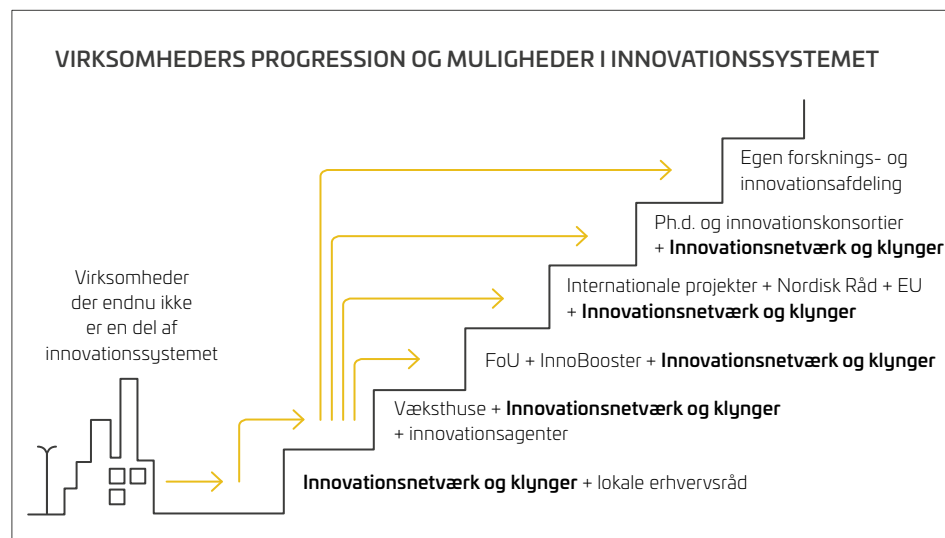 VIRKSOMHEDERS PROGRESSION OG MULIGHEDER I INNOVATIONSSYSTEMET
Egen forsknings- og
innovationsafdeling
Ph.d. og innovationskonsortier
+ Innovationsnetværk og klynger
Virksomheder
der endnu ikke
er en del af
innovationssystemet
Internationale projekter + Nordisk Råd + EU
+ Innovationsnetværk og klynger
FoU + InnoBooster + Innovationsnetværk og klynger
Væksthuse + Innovationsnetværk og klynger
+ innovationsagenter
Innovationsnetværk og klynger + lokale erhvervsråd